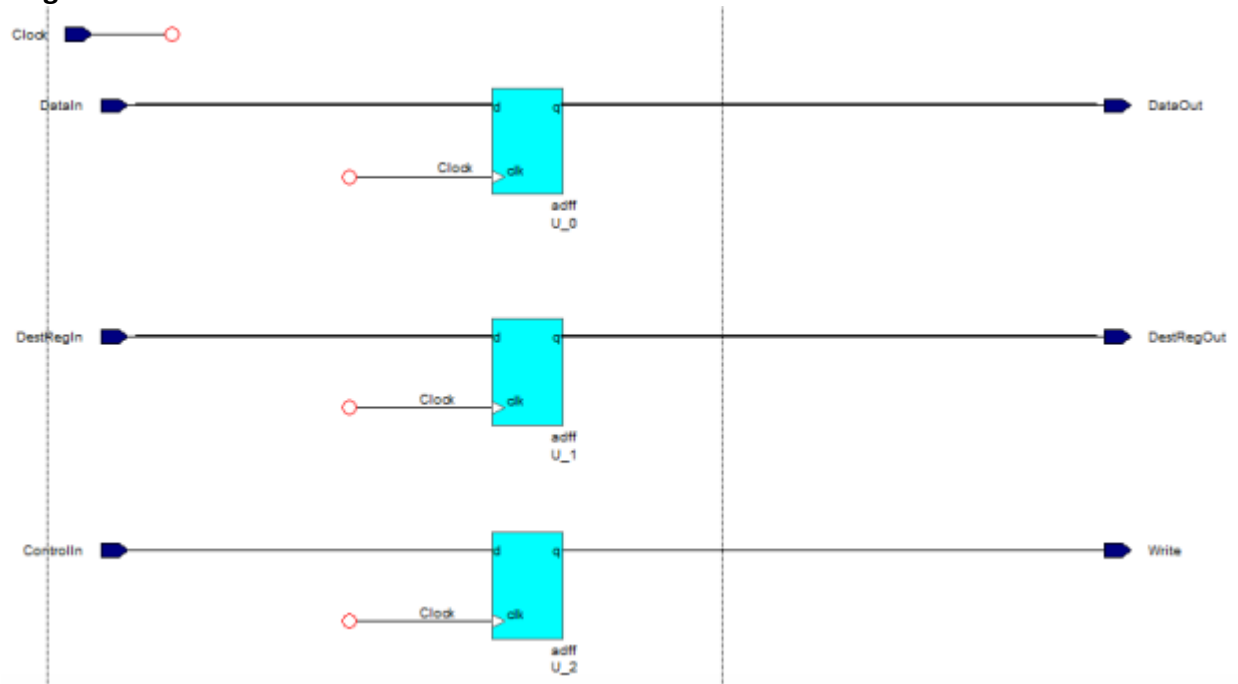 Clock
DataIn
d
q
DataOut
Clock
clk
adff
U_0
DestRegIn
d
q
DestRegOut
Clock
clk
adff
U_1
ControlIn
d
q
Write
Clock
clk
adff
U_2